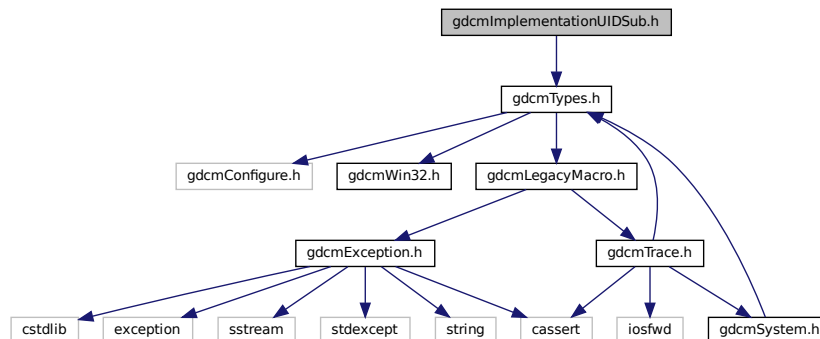 gdcmImplementationUIDSub.h
gdcmTypes.h
gdcmConfigure.h
gdcmWin32.h
gdcmLegacyMacro.h
gdcmException.h
gdcmTrace.h
cstdlib
exception
sstream
stdexcept
string
cassert
iosfwd
gdcmSystem.h